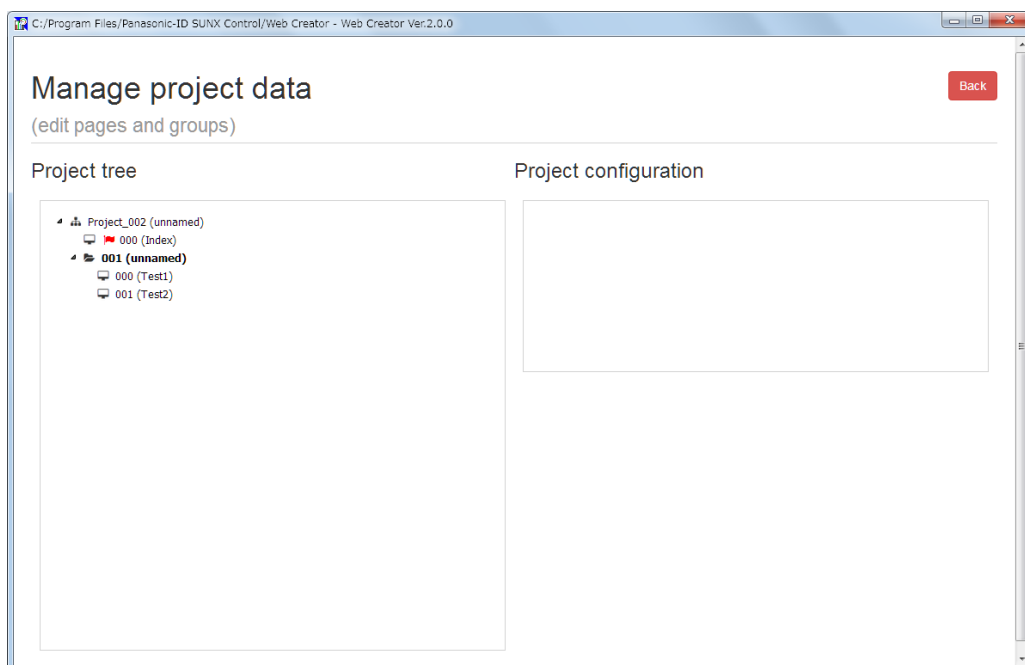 C:/Program Files/Panasonic-ID SUNX Control/Web Creator - Web Creator Ver.2.0.0
Manage project data
Back
(edit pages and groups)
Project tree
Project configuration
Project_002 (unnamed)
000 (Index)
001 (unnamed)
000 (Test1)
001 (Test2)